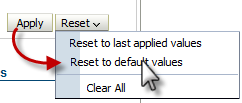 Apply Reset
Reset to last applied values
Reset to default values
Clear All